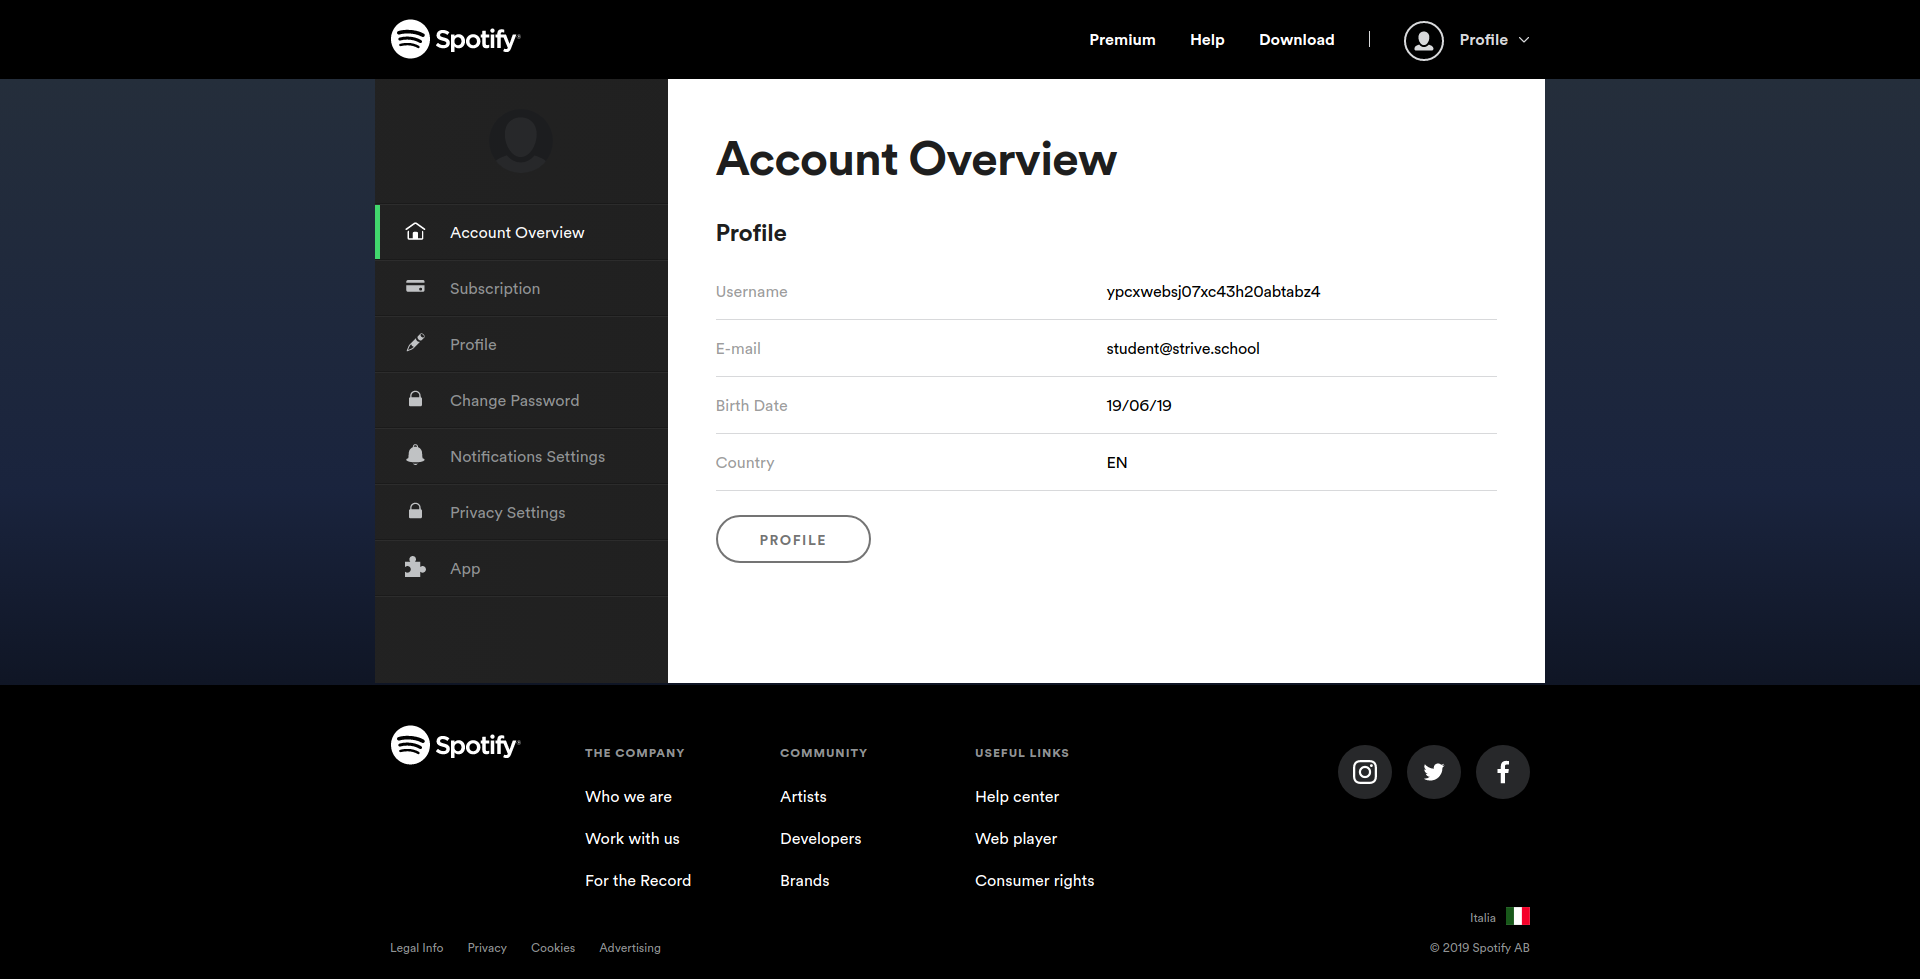 Spotify®
Premium Help Download | Profile
Account Overview
Subscription
Profile
Change Password
Notifications Settings
Privacy Settings
App
Account Overview
Profile
Username ypcxwebsj07xc43h20abtabz4
E-mail student@strive.school
Birth Date 19/06/19
Country EN
PROFILE
Spotify®
THE COMPANY
Who we are
Work with us
For the Record
COMMUNITY
Artists
Developers
Brands
USEFUL LINKS
Help center
Web player
Consumer rights
Italia
Legal Info Privacy Cookies Advertising
© 2019 Spotify AB